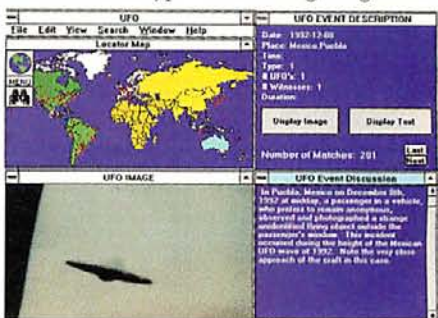 UFO
File Edit View Search Window Help
Locator Map
MENU
UFO EVENT DESCRIPTION
Date: 1992-12-08
Place: Mexico,Puebla
Time:
Type: 1
# UFO's: 1
# Witnesses: 1
Duration:
Display Image
Display Text
Number of Matches: 201
Last
Next
UFO IMAGE
UFO Event Discussion
In Puebla, Mexico on December 8th,
1992 at midday, a passenger in a vehicle,
who prefers to remain anonymous,
observed and photographed a strange
unidentified flying object outside the
passenger's window. This incident
occurred during the height of the Mexican
UFO wave of 1992. Note the very close
approach of the craft in this case.